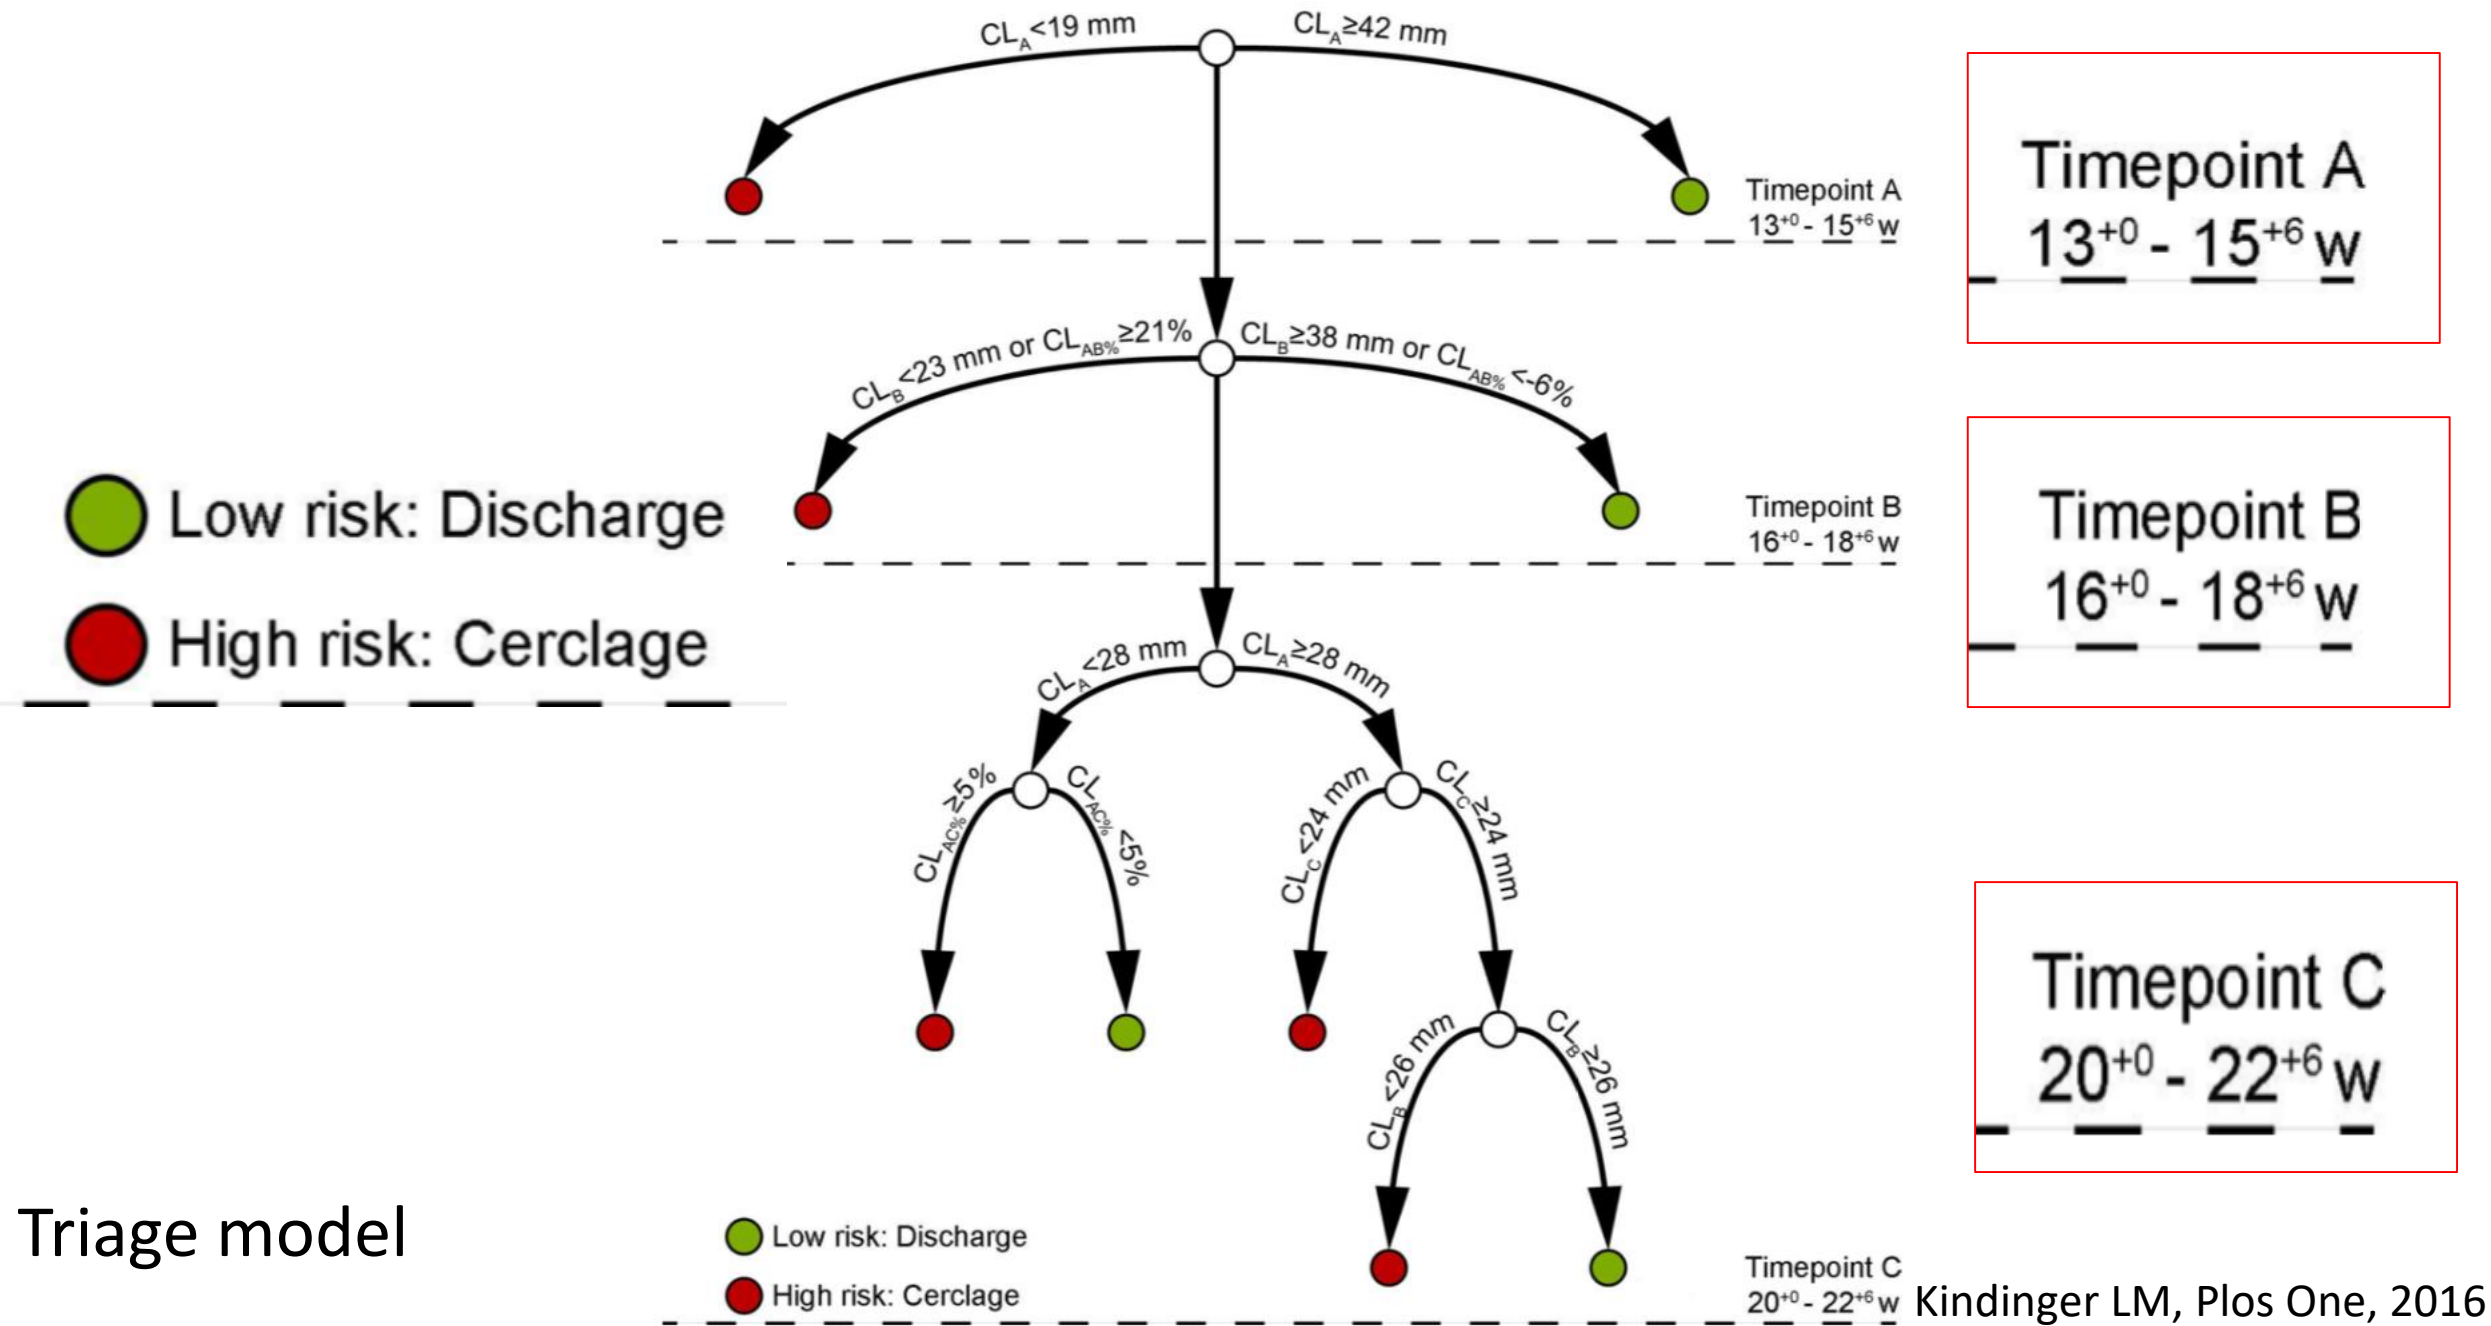 CL_A<19 mm
CL_A≥42 mm
Timepoint A
13⁺⁰ - 15⁺⁶ w
Timepoint A
13⁺⁰ - 15⁺⁶ w
CL_B<23 mm or CL_AB%≥21%
CL_B≥38 mm or CL_AB% <-6%
Timepoint B
16⁺⁰ - 18⁺⁶ w
Timepoint B
16⁺⁰ - 18⁺⁶ w
Low risk: Discharge
High risk: Cerclage
CL_A<28 mm
CL_A≥28 mm
CL_AC%≥5%
CL_AC%<5%
CL_C<24 mm
CL_C≥24 mm
CL_B<26 mm
CL_B≥26 mm
Timepoint C
20⁺⁰ - 22⁺⁶ w
Triage model
Low risk: Discharge
High risk: Cerclage
Timepoint C
20⁺⁰ - 22⁺⁶ w
Kindinger LM, Plos One, 2016